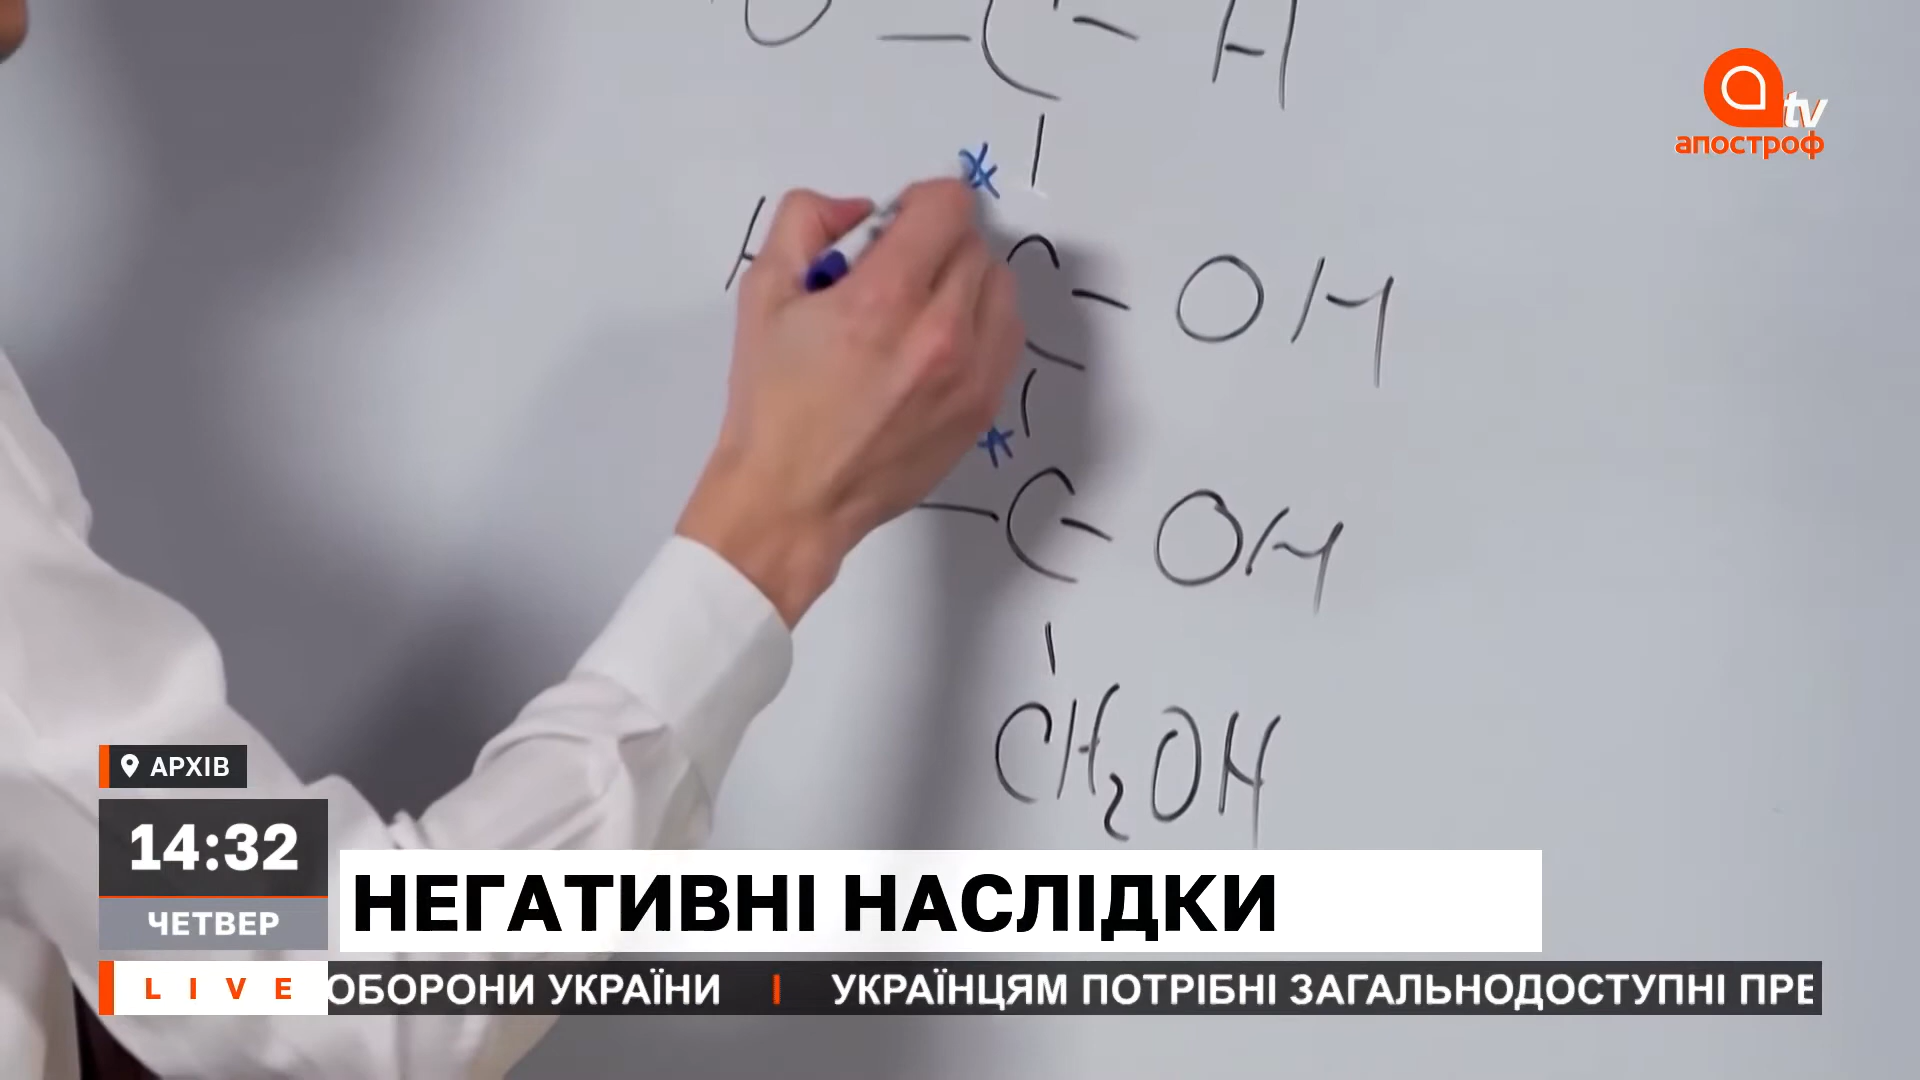 O — C - H
tv
апостроф
*
H C - OH
*
— C - OH
CH₂OH
АРХІВ
14:32
ЧЕТВЕР
НЕГАТИВНІ НАСЛІДКИ
LIVE
ОБОРОНИ УКРАЇНИ | УКРАЇНЦЯМ ПОТРІБНІ ЗАГАЛЬНОДОСТУПНІ ПРЕ